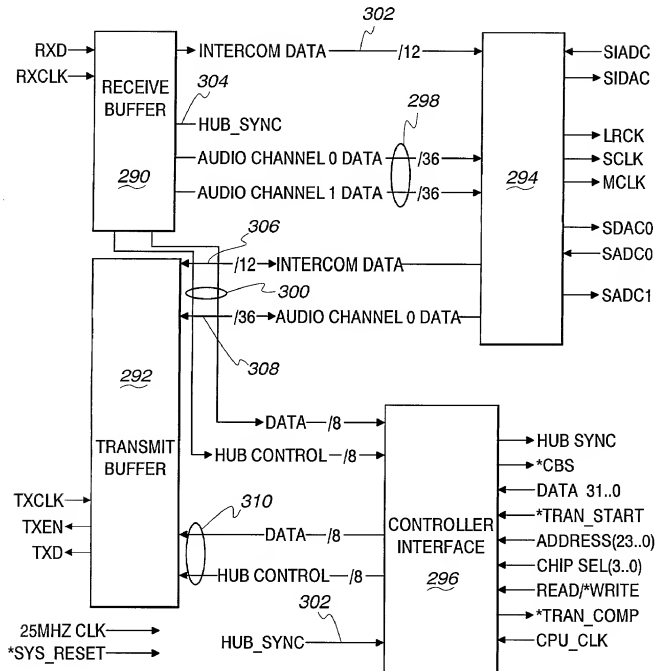 302
RXD
INTERCOM DATA
/12
SIADC
RXCLK
SIDAC
RECEIVE
BUFFER
304
298
HUB_SYNC
LRCK
AUDIO CHANNEL 0 DATA
/36
SCLK
290
294
MCLK
AUDIO CHANNEL 1 DATA
/36
306
SDAC0
/12
INTERCOM DATA
SADC0
300
SADC1
/36
AUDIO CHANNEL 0 DATA
308
292
TRANSMIT
BUFFER
DATA
/8
HUB CONTROL
/8
HUB SYNC
*CBS
DATA 31..0
TXCLK
310
*TRAN_START
TXEN
DATA
/8
CONTROLLER
INTERFACE
ADDRESS(23..0)
TXD
CHIP SEL(3..0)
HUB CONTROL
/8
296
READ/*WRITE
*TRAN_COMP
25MHZ CLK
302
HUB_SYNC
CPU_CLK
*SYS_RESET